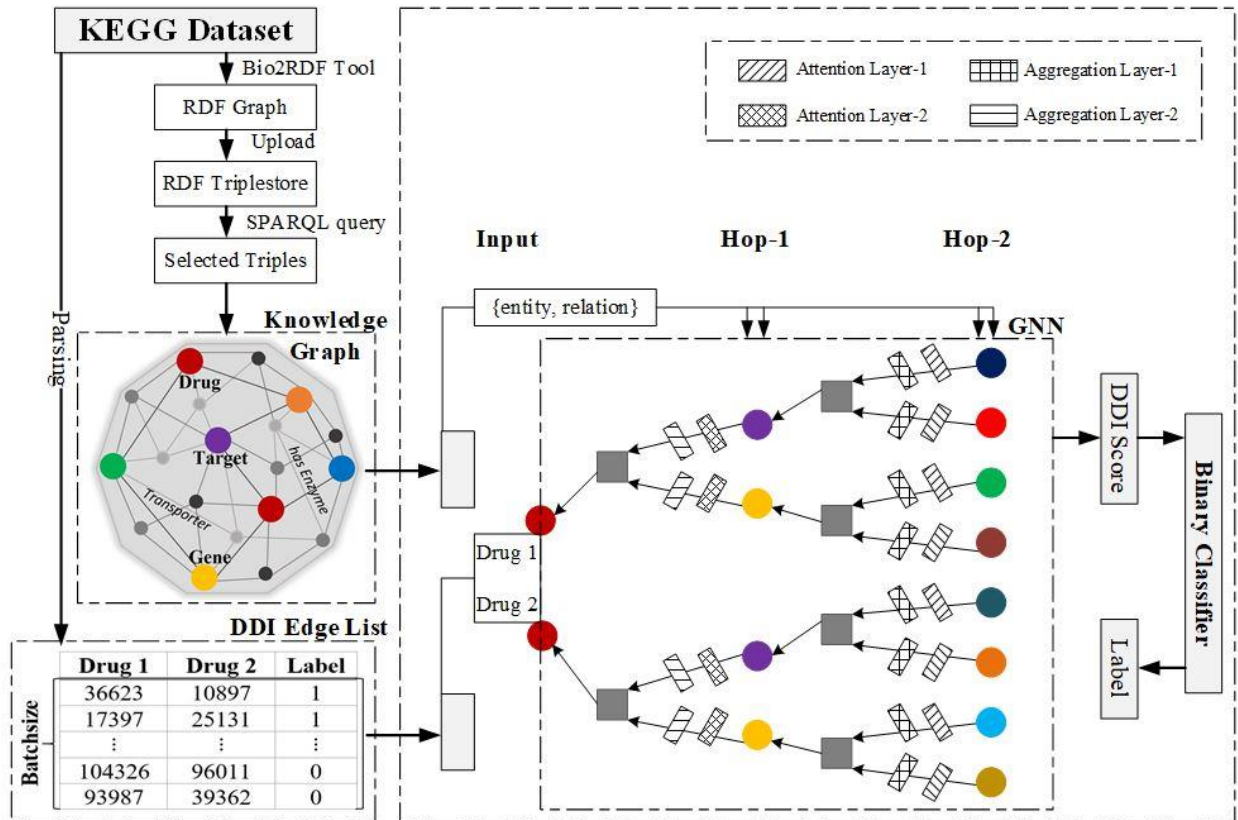 KEGG Dataset
Bio2RDF Tool
RDF Graph
Upload
RDF Triplestore
SPARQL query
Selected Triples
Parsing
Knowledge
Graph
Drug
Target
has Enzyme
Transporter
Gene
DDI Edge List
Batchsize
Drug 1 Drug 2 Label
36623 10897 1
17397 25131 1
⋮ ⋮ ⋮
104326 96011 0
93987 39362 0
Attention Layer-1 Aggregation Layer-1
Attention Layer-2 Aggregation Layer-2
Input Hop-1 Hop-2
{entity, relation}
GNN
Drug 1
Drug 2
DDI Score
Binary Classifier
Label